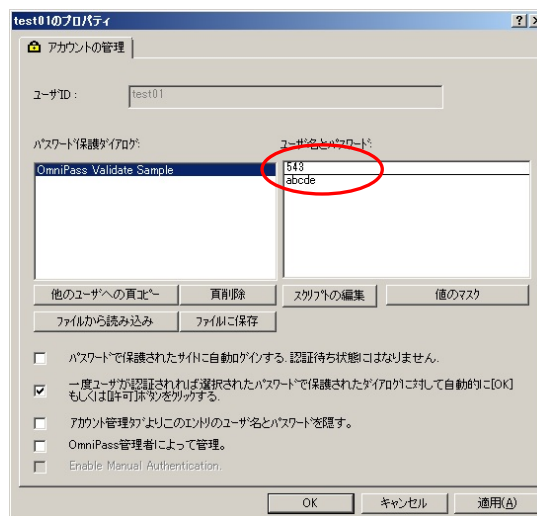 test01のプロパティ
アカウントの管理
ユーザID :
test01
パスワード保護ダイアログ:
ユーザ名とパスワード:
OmniPass Validate Sample
543
abcde
他のユーザへの頁コピー
頁削除
スクリプトの編集
値のマスク
ファイルから読み込み
ファイルに保存
パスワードで保護されたサイトに自動ログインする. 認証待ち状態にはなりません.
一度ユーザが認証されれば選択されたパスワードで保護されたダイアログに対して自動的に[OK]
もしくは[許可]ボタンをクリックする.
アカウント管理タブよりこのエントリのユーザ名とパスワードを隠す。
OmniPass管理者によって管理。
Enable Manual Authentication.
OK
キャンセル
適用(A)